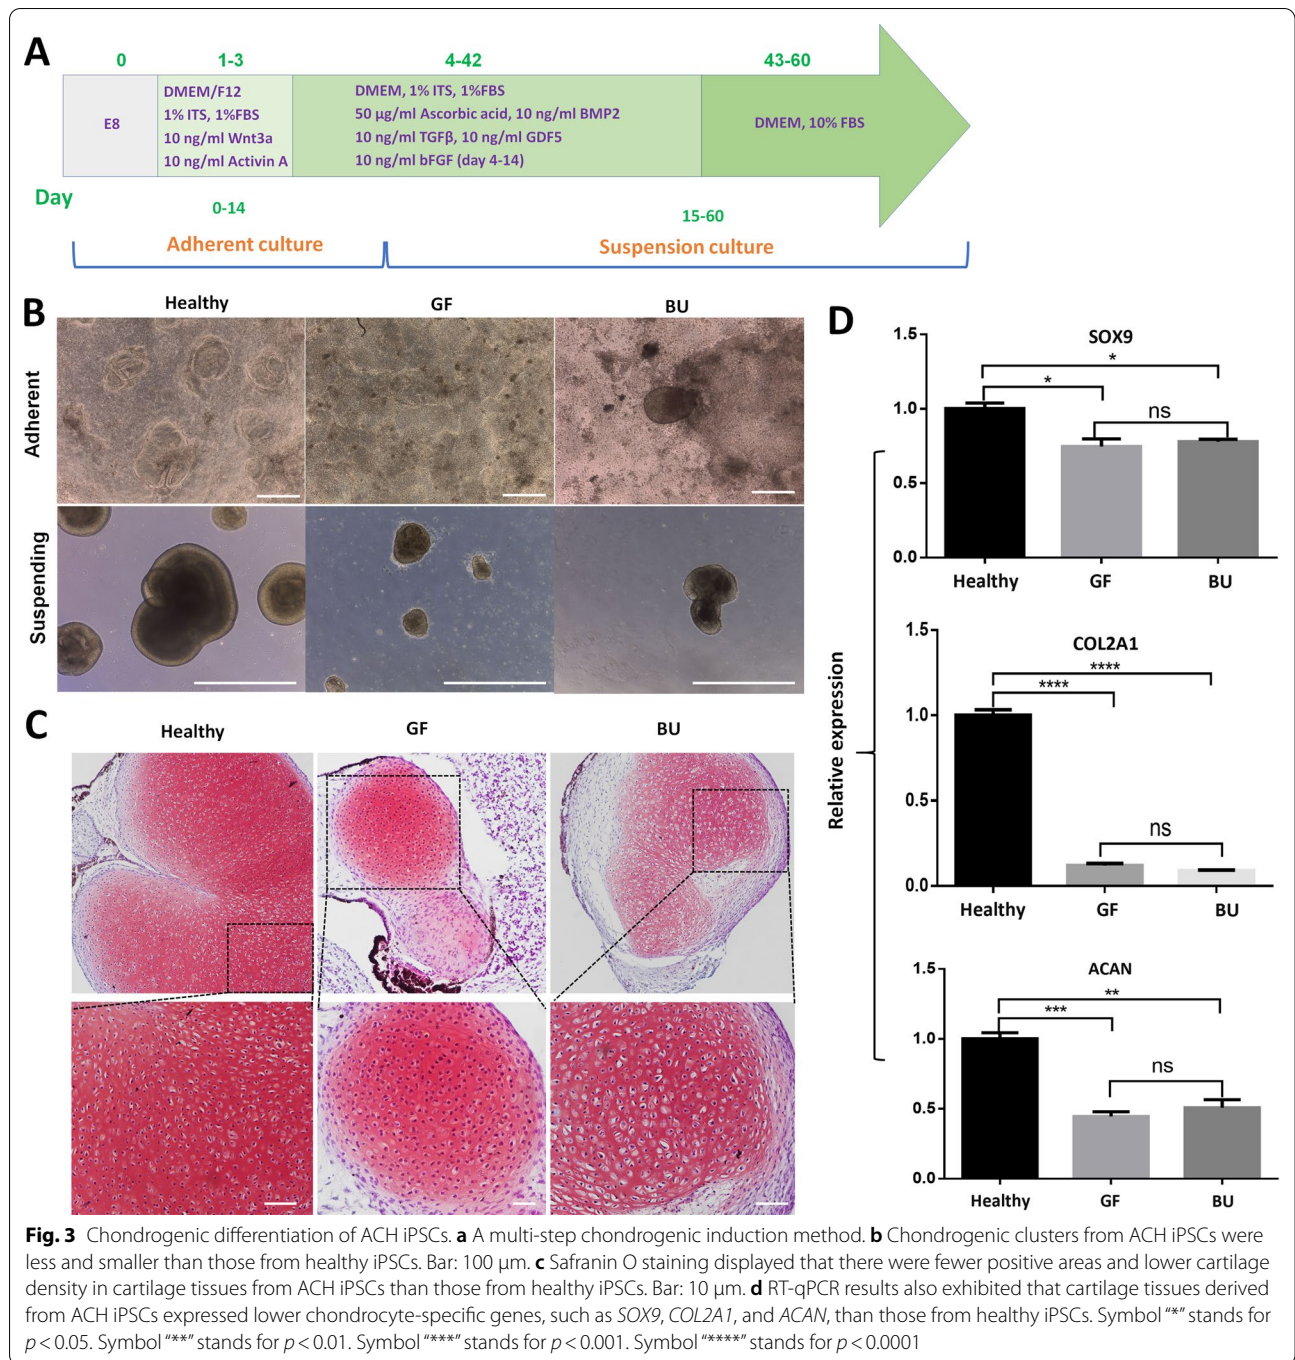 A
0
1-3
4-42
43-60
E8
DMEM/F12
1% ITS, 1%FBS
10 ng/ml Wnt3a
10 ng/ml Activin A
DMEM, 1% ITS, 1%FBS
50 µg/ml Ascorbic acid, 10 ng/ml BMP2
10 ng/ml TGFβ, 10 ng/ml GDF5
10 ng/ml bFGF (day 4-14)
DMEM, 10% FBS
Day
0-14
15-60
Adherent culture
Suspension culture
B
Healthy
GF
BU
Adherent
Suspending
C
Healthy
GF
BU
D
Relative expression
SOX9
1.5
1.0
0.5
0.0
*
*
ns
Healthy
GF
BU
COL2A1
1.5
1.0
0.5
0.0
****
****
ns
Healthy
GF
BU
ACAN
1.5
1.0
0.5
0.0
**
***
ns
Healthy
GF
BU
Fig. 3 Chondrogenic differentiation of ACH iPSCs. a A multi-step chondrogenic induction method. b Chondrogenic clusters from ACH iPSCs were
less and smaller than those from healthy iPSCs. Bar: 100 µm. c Safranin O staining displayed that there were fewer positive areas and lower cartilage
density in cartilage tissues from ACH iPSCs than those from healthy iPSCs. Bar: 10 µm. d RT-qPCR results also exhibited that cartilage tissues derived
from ACH iPSCs expressed lower chondrocyte-specific genes, such as SOX9, COL2A1, and ACAN, than those from healthy iPSCs. Symbol “*” stands for
p < 0.05. Symbol “**” stands for p < 0.01. Symbol “***” stands for p < 0.001. Symbol “****” stands for p < 0.0001